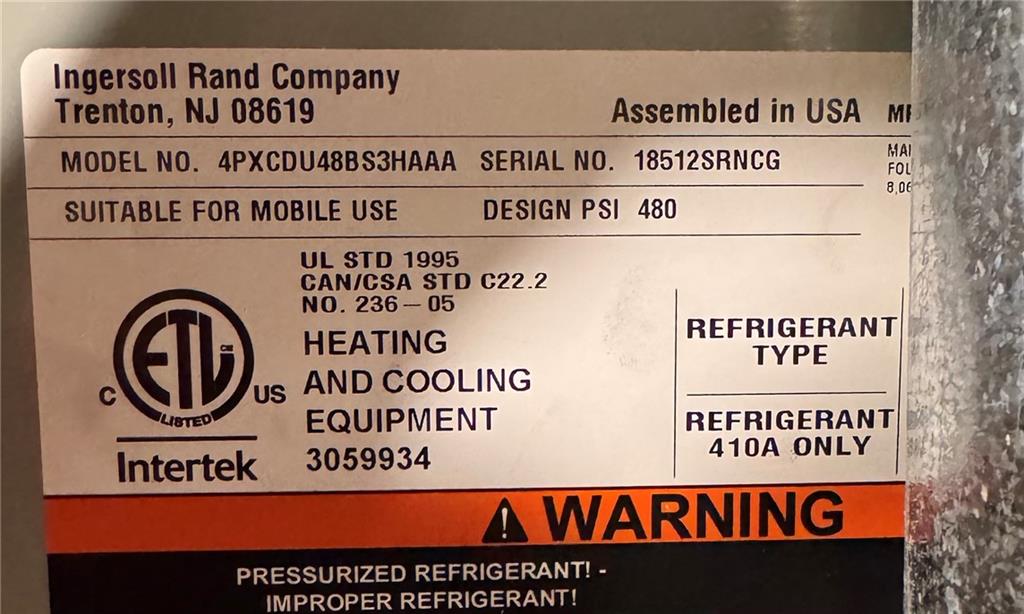 Ingersoll Rand Company
Trenton, NJ 08619
Assembled in USA
MODEL NO. 4PXCDU48BS3HAAA SERIAL NO. 18512SRNCG
SUITABLE FOR MOBILE USE DESIGN PSI 480
UL STD 1995
CAN/CSA STD C22.2
NO. 236-05
HEATING
AND COOLING
EQUIPMENT
3059934
C ETL CM US
LISTED
Intertek
REFRIGERANT
TYPE
REFRIGERANT
410A ONLY
WARNING
PRESSURIZED REFRIGERANT! -
IMPROPER REFRIGERANT!